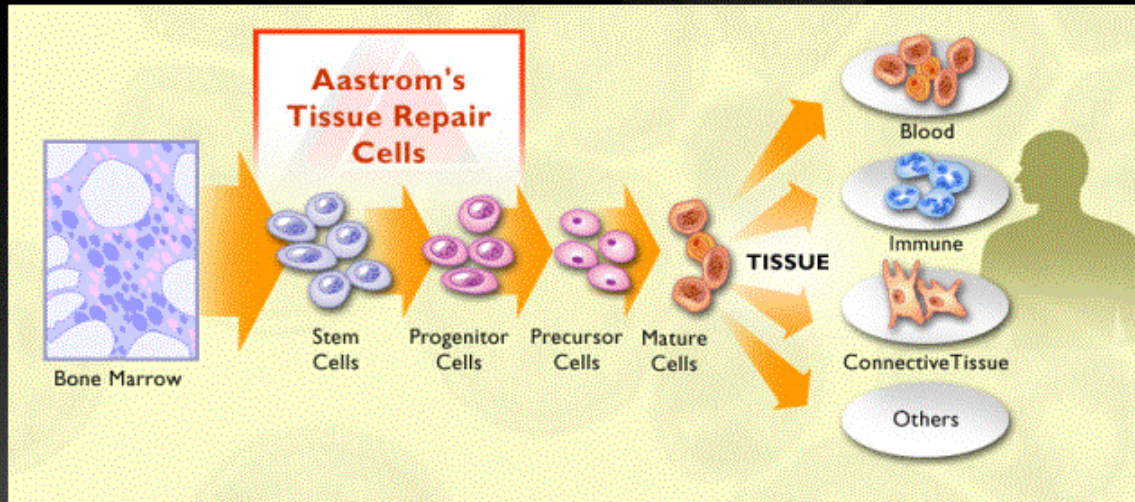 Aastrom's
Tissue Repair
Cells
Bone Marrow
Stem
Cells
Progenitor
Cells
Precursor
Cells
Mature
Cells
TISSUE
Blood
Immune
ConnectiveTissue
Others